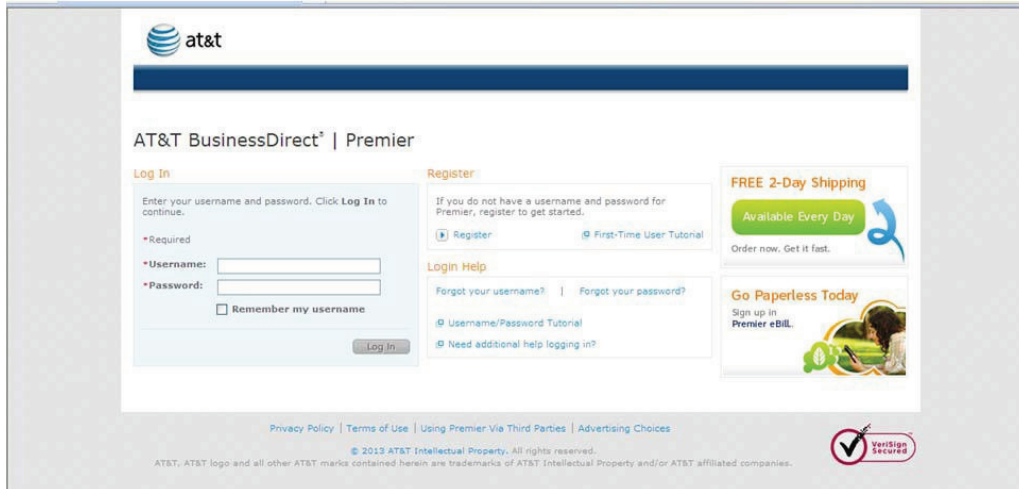 at&t
AT&T BusinessDirect® | Premier
Log In
Enter your username and password. Click Log In to
continue.
*Required
*Username:
*Password:
Remember my username
Log In
Register
If you do not have a username and password for
Premier, register to get started.
Register
First-Time User Tutorial
Login Help
Forgot your username? | Forgot your password?
Username/Password Tutorial
Need additional help logging in?
FREE 2-Day Shipping
Available Every Day
Order now. Get it fast.
Go Paperless Today
Sign up in
Premier eBill.
Privacy Policy | Terms of Use | Using Premier Via Third Parties | Advertising Choices
© 2013 AT&T Intellectual Property. All rights reserved.
AT&T, AT&T logo and all other AT&T marks contained herein are trademarks of AT&T Intellectual Property and/or AT&T affiliated companies.
VeriSign
Secured